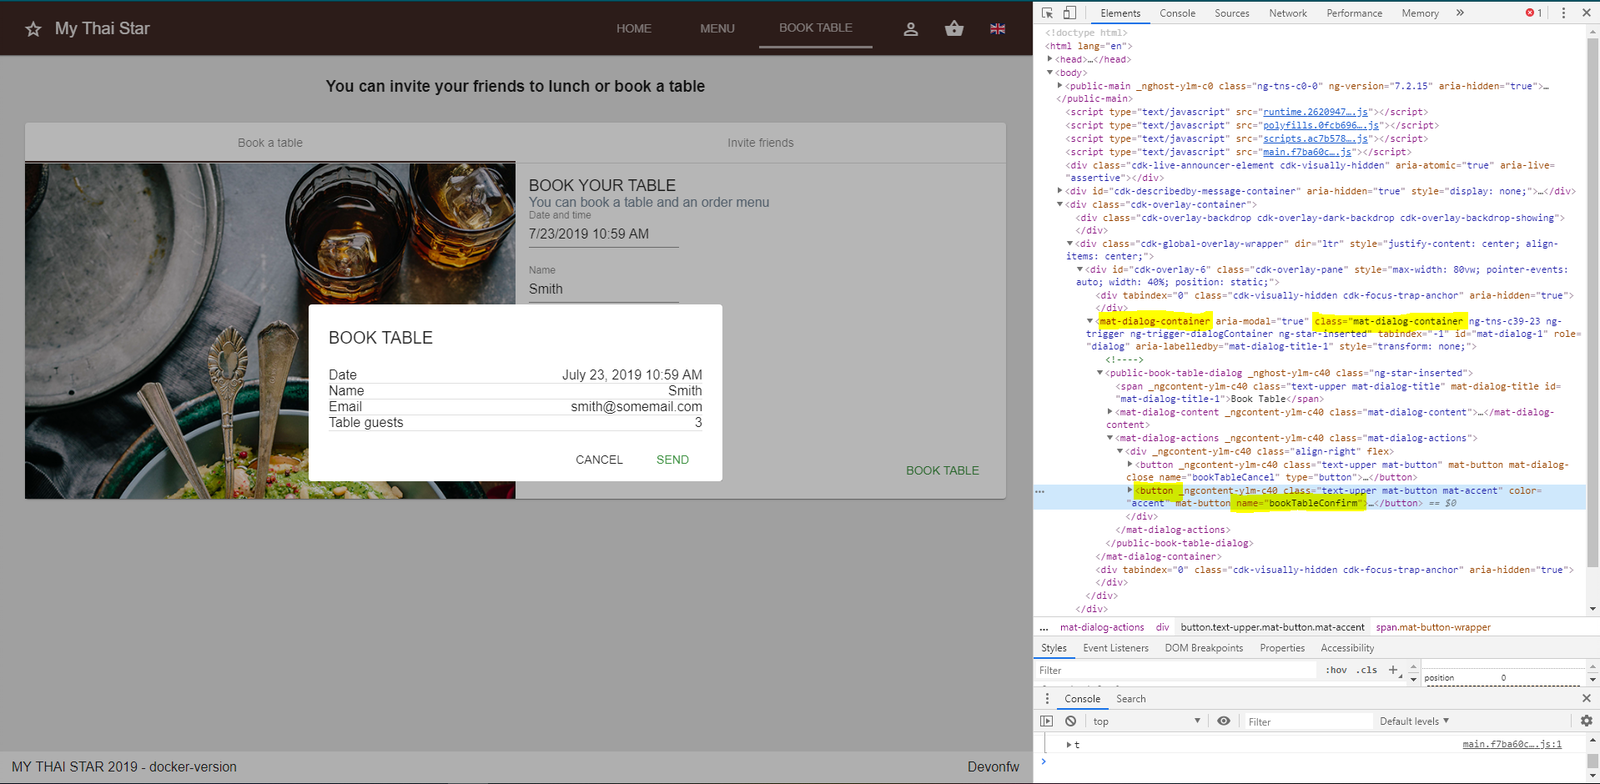 My Thai Star
HOME MENU BOOK TABLE
You can invite your friends to lunch or book a table
Book a table
Invite friends
BOOK YOUR TABLE
You can book a table and an order menu
Date and time
7/23/2019 10:59 AM
Name
Smith
BOOK TABLE
Date July 23, 2019 10:59 AM
Name Smith
Email smith@somemail.com
Table guests 3
CANCEL SEND
BOOK TABLE
MY THAI STAR 2019 - docker-version
Devonfw
Elements Console Sources Network Performance Memory » 1
<!doctype html>
<html lang="en">
<head>…</head>
<body>
<public-main _nghost-ylm-c0 class="ng-tns-c0-0" ng-version="7.2.15" aria-hidden="true">…
</public-main>
<script type="text/javascript" src="runtime.2620947….js"></script>
<script type="text/javascript" src="polyfills.0fcb696….js"></script>
<script type="text/javascript" src="scripts.ac7b578….js"></script>
<script type="text/javascript" src="main.f7ba60c….js"></script>
<div class="cdk-live-announcer-element cdk-visually-hidden" aria-atomic="true" aria-live=
"assertive"></div>
<div id="cdk-describedby-message-container" aria-hidden="true" style="display: none;">…</div>
<div class="cdk-overlay-container">
<div class="cdk-overlay-backdrop cdk-overlay-dark-backdrop cdk-overlay-backdrop-showing">
</div>
<div class="cdk-global-overlay-wrapper" dir="ltr" style="justify-content: center; align-
items: center;">
<div id="cdk-overlay-6" class="cdk-overlay-pane" style="max-width: 80vw; pointer-events:
auto; width: 40%; position: static;">
<div tabindex="0" class="cdk-visually-hidden cdk-focus-trap-anchor" aria-hidden="true">
</div>
<mat-dialog-container aria-modal="true" class="mat-dialog-container ng-tns-c39-23 ng-
trigger ng-trigger-dialogContainer ng-star-inserted" tabindex="-1" id="mat-dialog-1" role=
"dialog" aria-labelledby="mat-dialog-title-1" style="transform: none;">
<!---->
<public-book-table-dialog _nghost-ylm-c40 class="ng-star-inserted">
<span _ngcontent-ylm-c40 class="text-upper mat-dialog-title" mat-dialog-title id=
"mat-dialog-title-1">Book Table</span>
<mat-dialog-content _ngcontent-ylm-c40 class="mat-dialog-content">…</mat-dialog-
content>
<mat-dialog-actions _ngcontent-ylm-c40 class="mat-dialog-actions">
<div _ngcontent-ylm-c40 class="align-right" flex>
<button _ngcontent-ylm-c40 class="text-upper mat-button" mat-button mat-dialog-
close name="bookTableCancel" type="button">…</button>
<button _ngcontent-ylm-c40 class="text-upper mat-button mat-accent" color=
"accent" mat-button name="bookTableConfirm">…</button> == $0
</div>
</mat-dialog-actions>
</public-book-table-dialog>
</mat-dialog-container>
<div tabindex="0" class="cdk-visually-hidden cdk-focus-trap-anchor" aria-hidden="true">
</div>
</div>
</div>
... mat-dialog-actions div button.text-upper.mat-button.mat-accent span.mat-button-wrapper
Styles Event Listeners DOM Breakpoints Properties Accessibility
Filter :hov .cls +
position 0
Console Search
top Filter Default levels
t main.f7ba60c….js:1